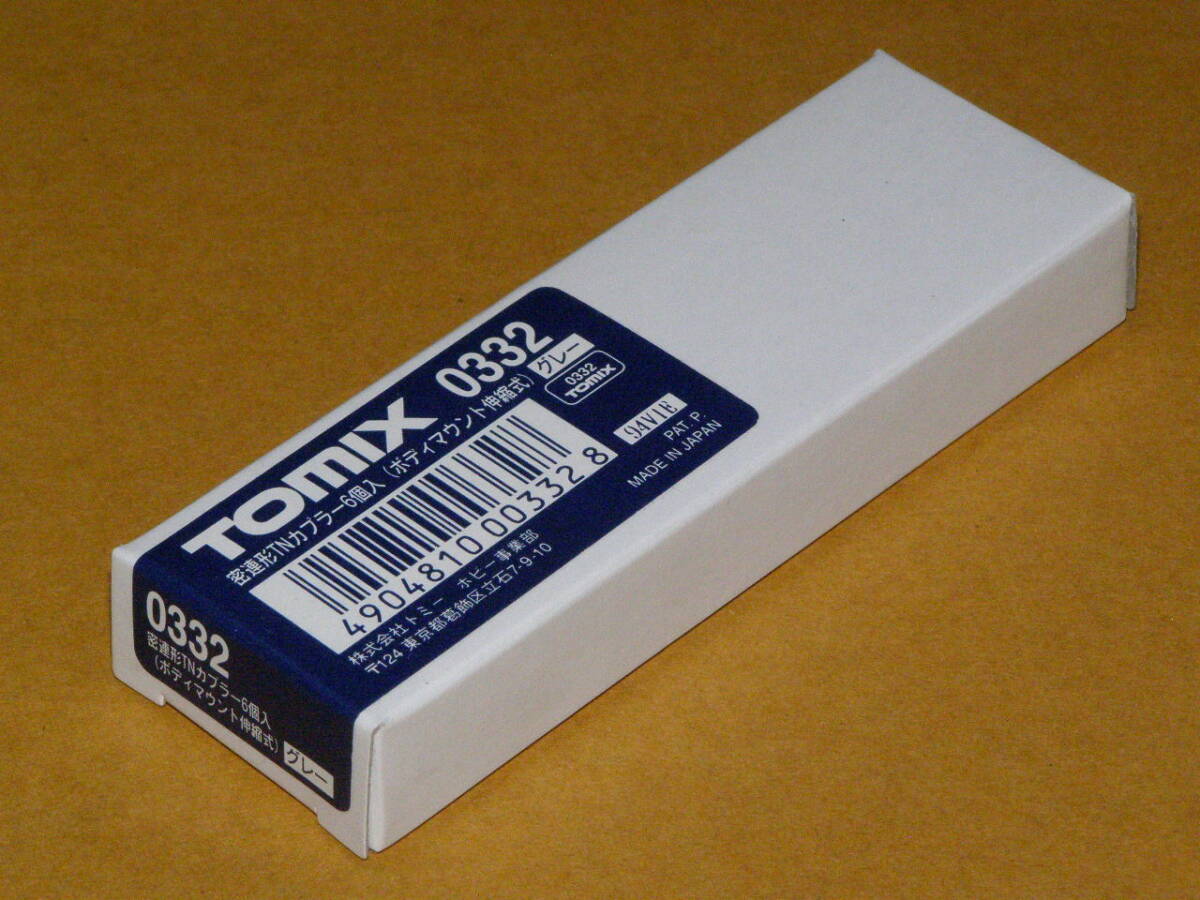 TOMIX 0332
密連形TNカプラー6個入(ボディマウント伸縮式) グレー
4904810003328
0332
TOMIX
94V1E
PAT. P.
MADE IN JAPAN
株式会社トミー ホビー事業部
〒124 東京都葛飾区立石7-9-10
0332
密連形TNカプラー6個入
(ボディマウント伸縮式) グレー